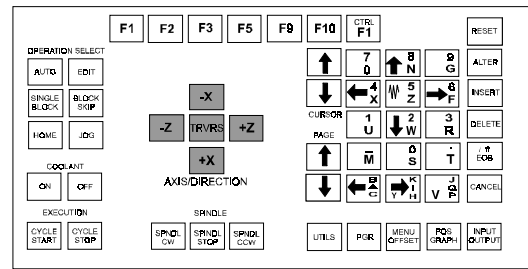 F1 F2 F3 F5 F9 F10 CTRL F1
RESET
OPERATION SELECT
AUTO EDIT
SINGLE BLOCK BLOCK SKIP
HOME JOG
COOLANT
ON OFF
EXECUTION
CYCLE START CYCLE STOP
-X
-Z TRVRS +Z
+X
AXIS/DIRECTION
SPINDLE
SPNDL CW SPNDL STOP SPNDL CCW
7 8 N 9 G ALTER
CURSOR
4 X 5 Z 6 F INSERT
PAGE
1 U 2 W 3 R DELETE
M 0 S . T / # EOB
B C Y K I H V J Q P CANCEL
UTILS PGR MENU OFFSET POS GRAPH INPUT OUTPUT